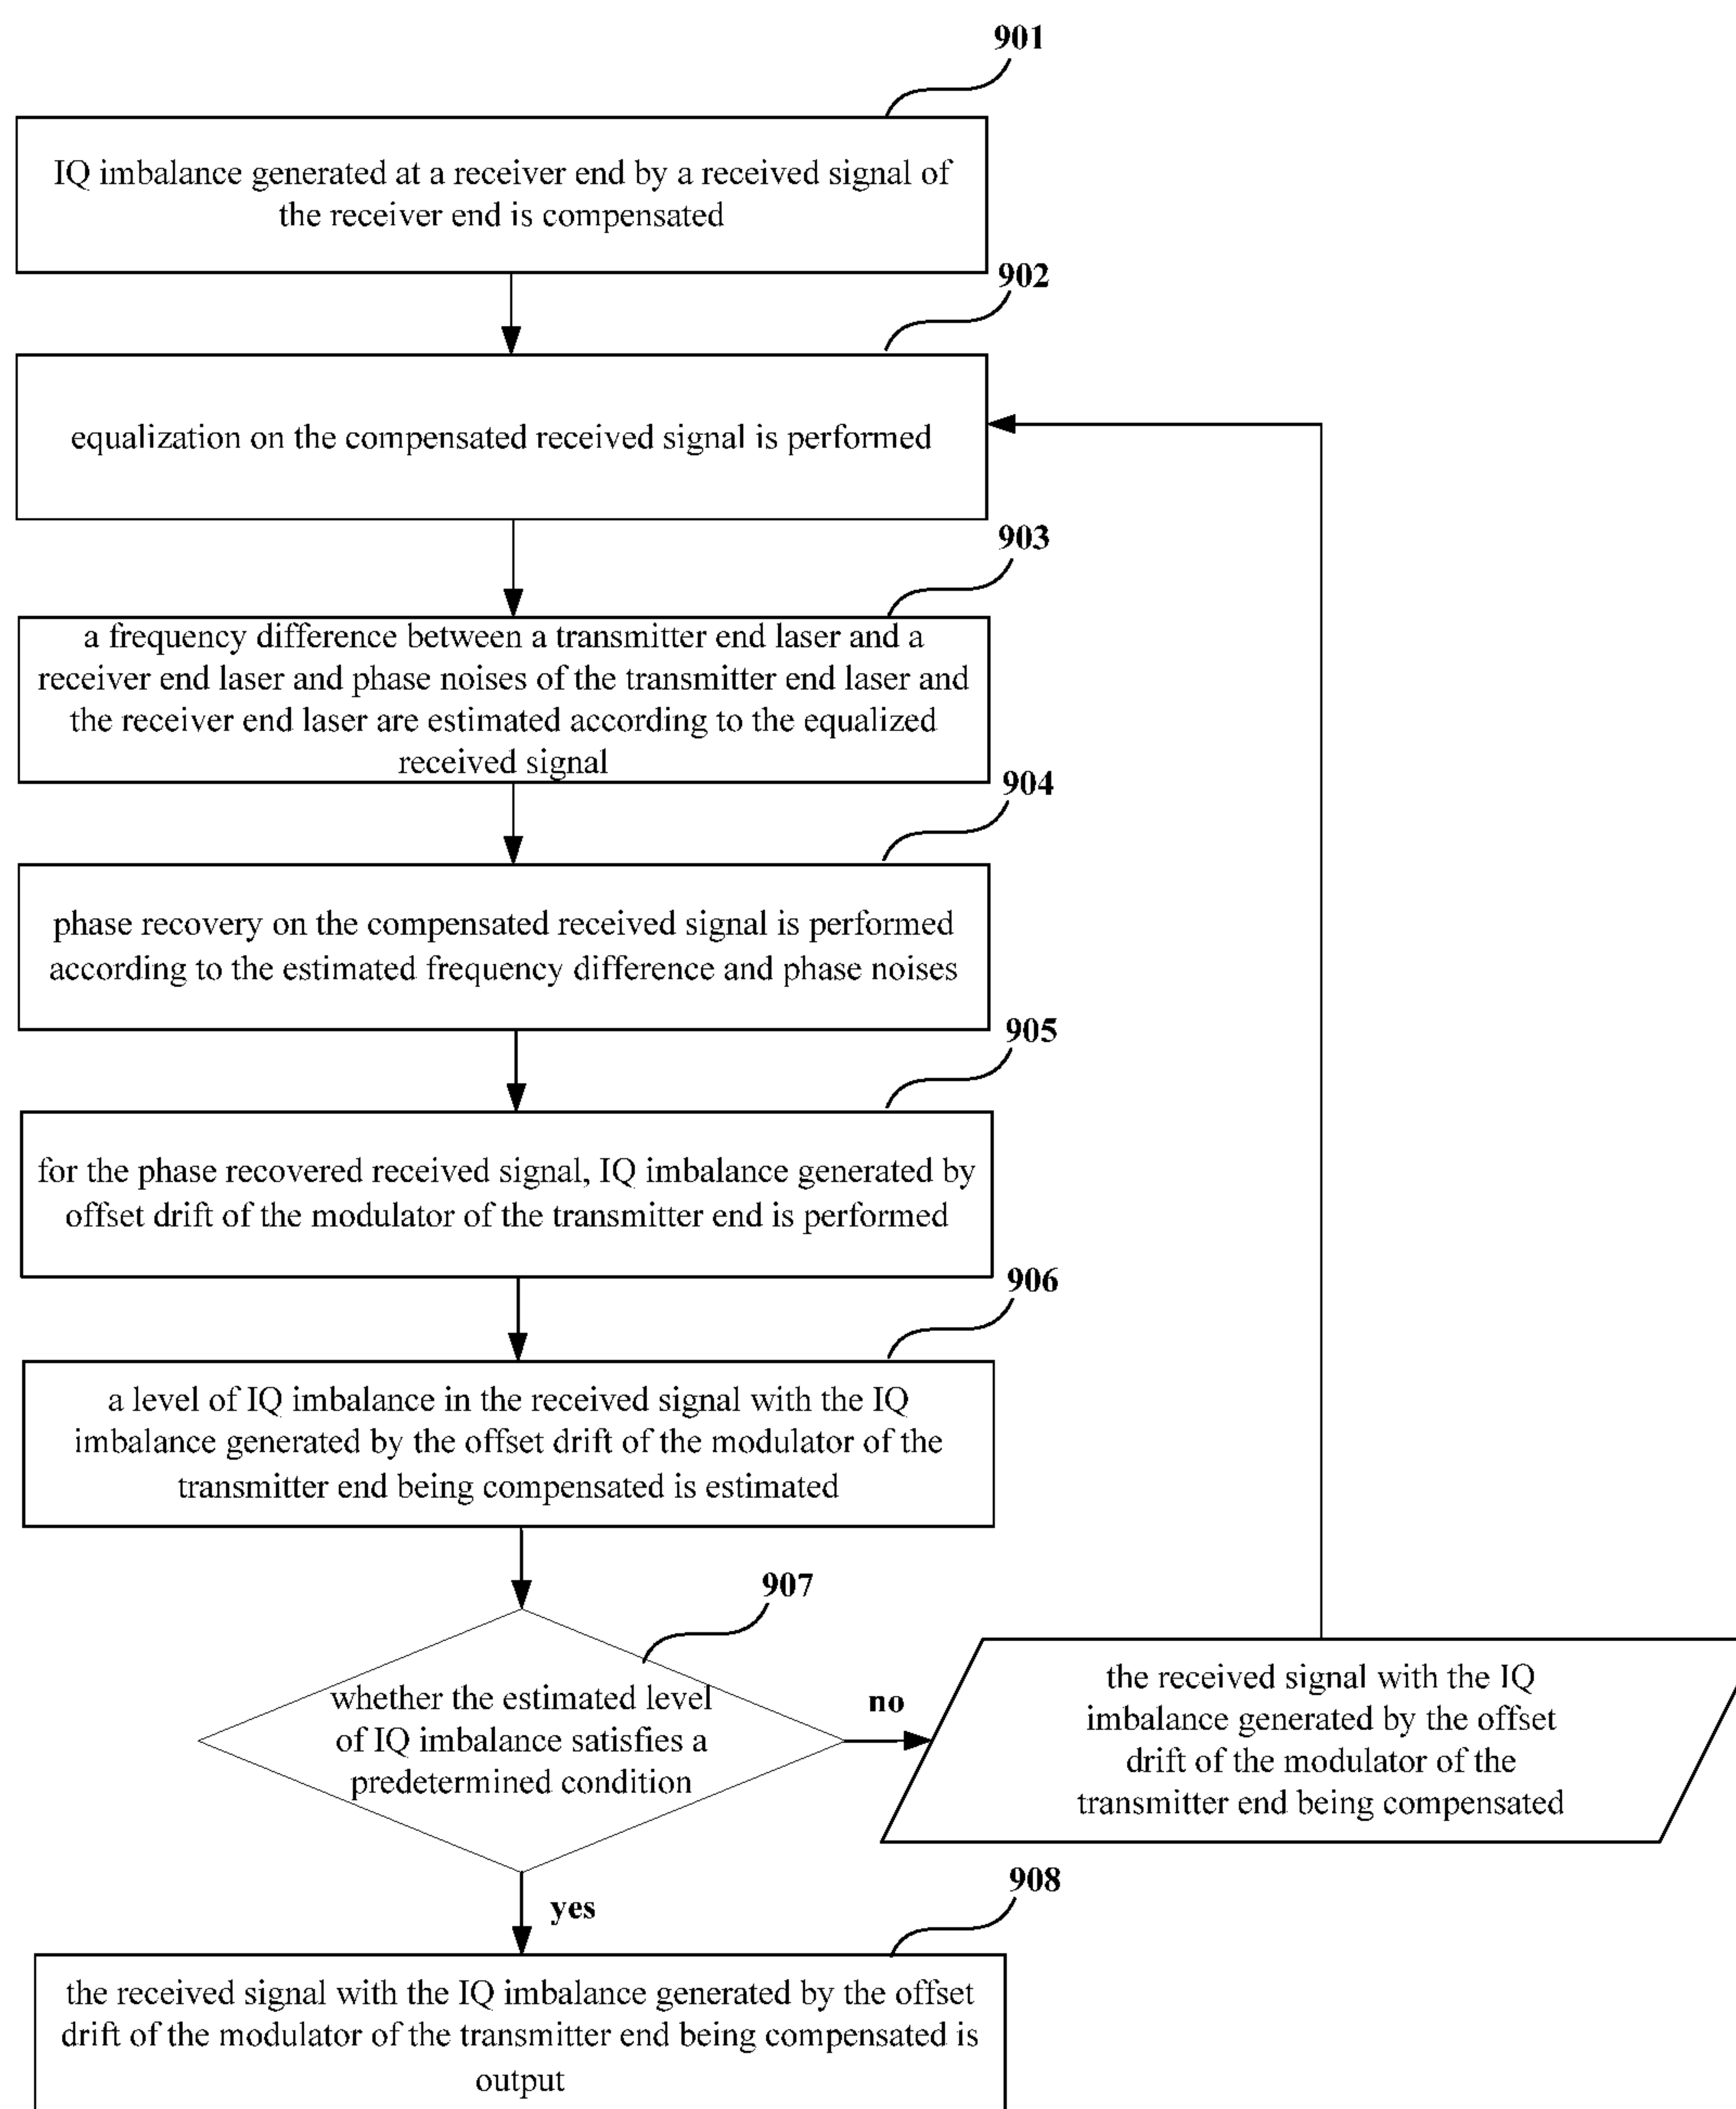 901
IQ imbalance generated at a receiver end by a received signal of
the receiver end is compensated
902
equalization on the compensated received signal is performed
903
a frequency difference between a transmitter end laser and a
receiver end laser and phase noises of the transmitter end laser and
the receiver end laser are estimated according to the equalized
received signal
904
phase recovery on the compensated received signal is performed
according to the estimated frequency difference and phase noises
905
for the phase recovered received signal, IQ imbalance generated by
offset drift of the modulator of the transmitter end is performed
906
a level of IQ imbalance in the received signal with the IQ
imbalance generated by the offset drift of the modulator of the
transmitter end being compensated is estimated
907
whether the estimated level
of IQ imbalance satisfies a
predetermined condition
no
the received signal with the IQ
imbalance generated by the offset
drift of the modulator of the
transmitter end being compensated
yes
908
the received signal with the IQ imbalance generated by the offset
drift of the modulator of the transmitter end being compensated is
output